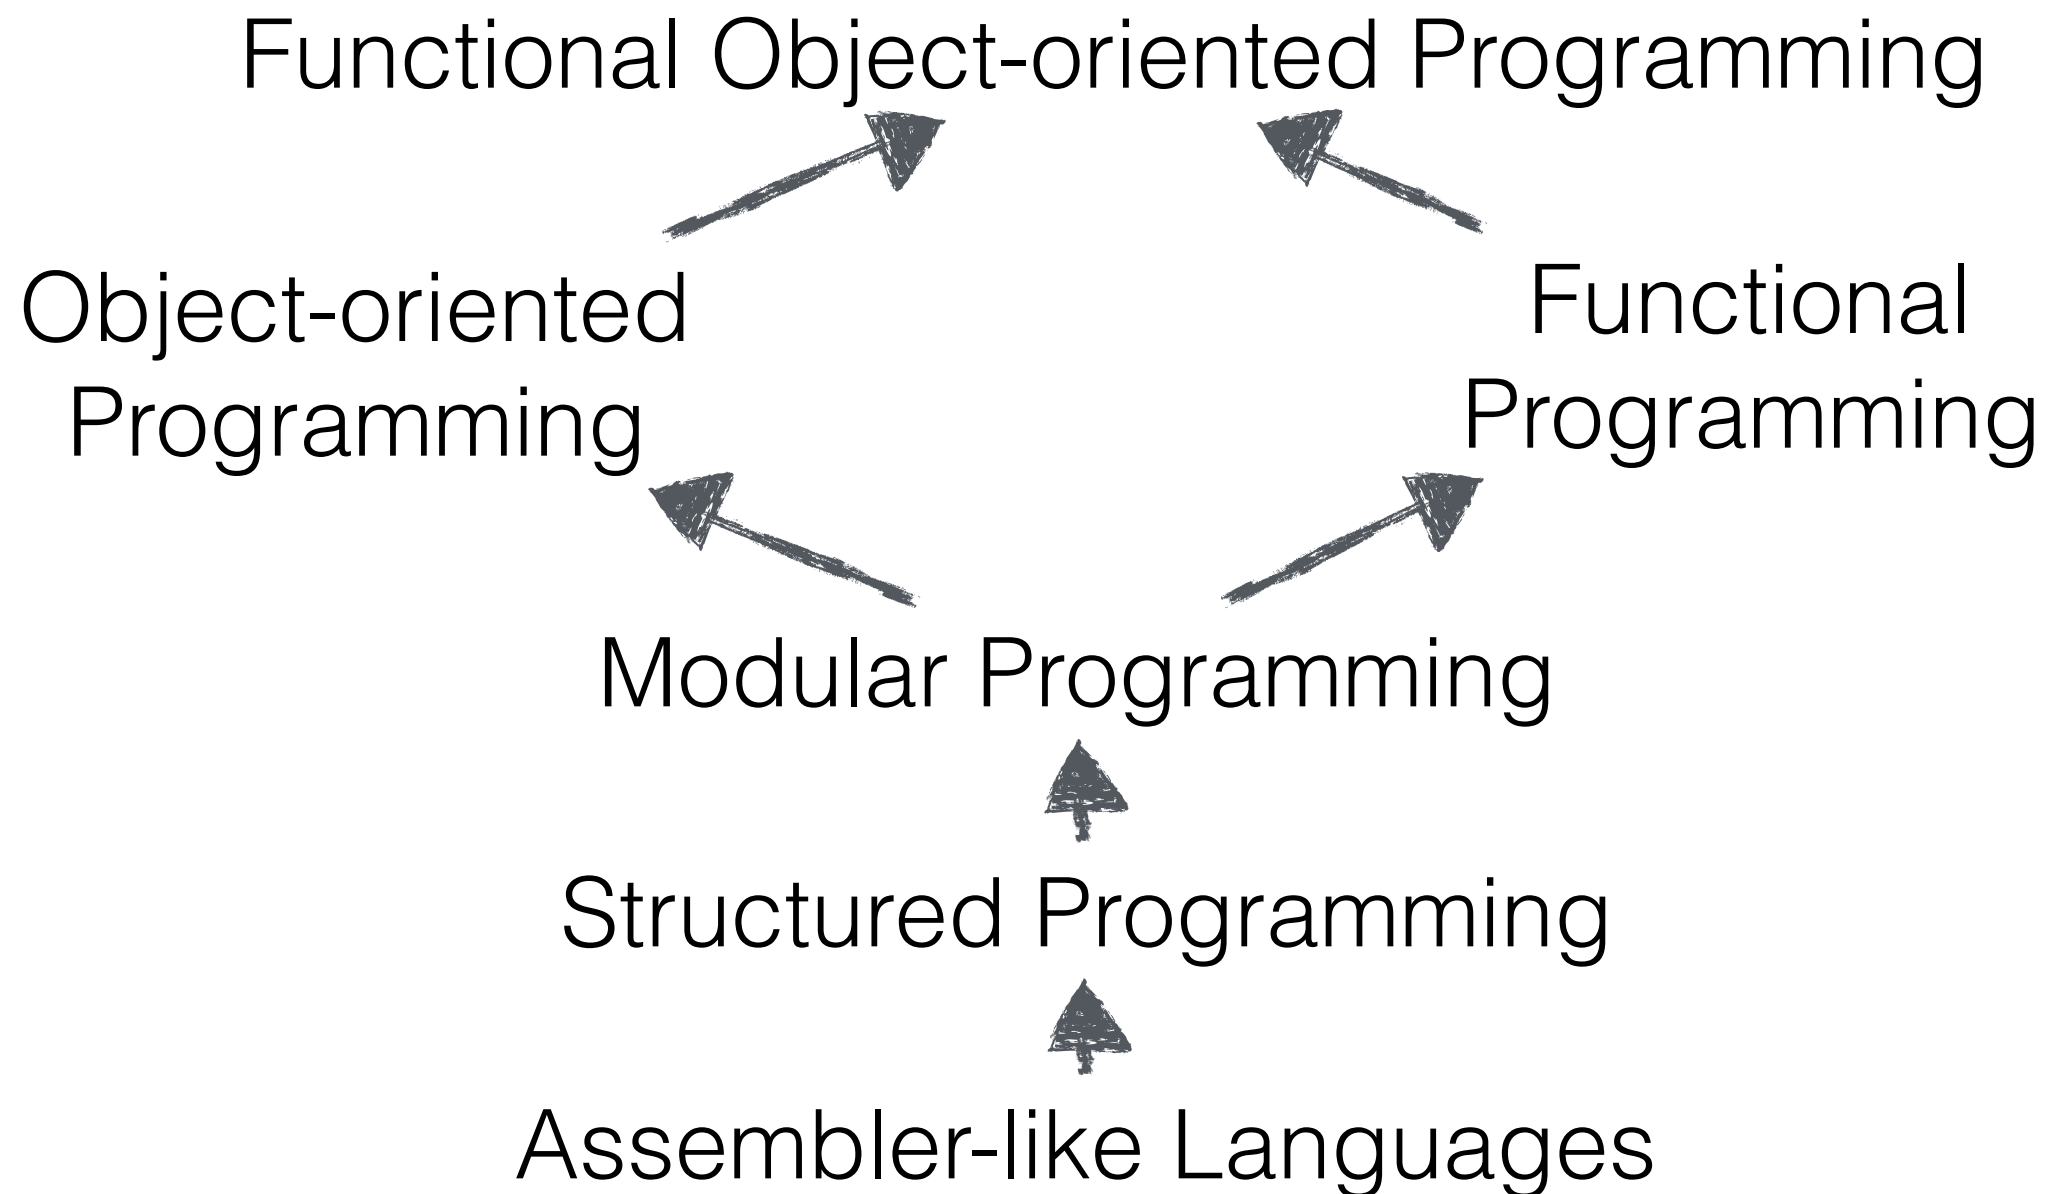 Functional Object-oriented Programming
Object-oriented
Programming
Functional
Programming
Modular Programming
Structured Programming
Assembler-like Languages